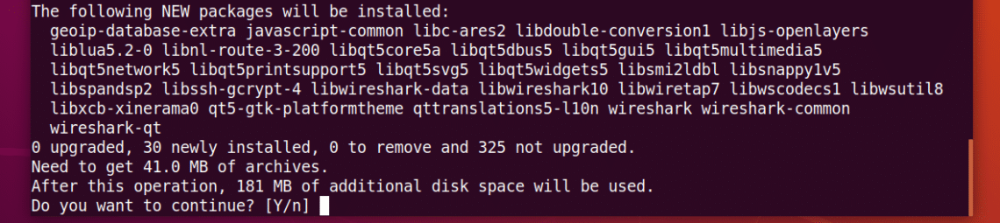 The following NEW packages will be installed:
geoip-database-extra javascript-common libc-ares2 libdouble-conversion1 libjs-openlayers
liblua5.2-0 libnl-route-3-200 libqt5core5a libqt5dbus5 libqt5gui5 libqt5multimedia5
libqt5network5 libqt5printsupport5 libqt5svg5 libqt5widgets5 libsmi2ldbl libsnappy1v5
libspandsp2 libssh-gcrypt-4 libwireshark-data libwireshark10 libwiretap7 libwscodecs1 libwsutil8
libxcb-xinerama0 qt5-gtk-platformtheme qttranslations5-l10n wireshark wireshark-common
wireshark-qt
0 upgraded, 30 newly installed, 0 to remove and 325 not upgraded.
Need to get 41.0 MB of archives.
After this operation, 181 MB of additional disk space will be used.
Do you want to continue? [Y/n]